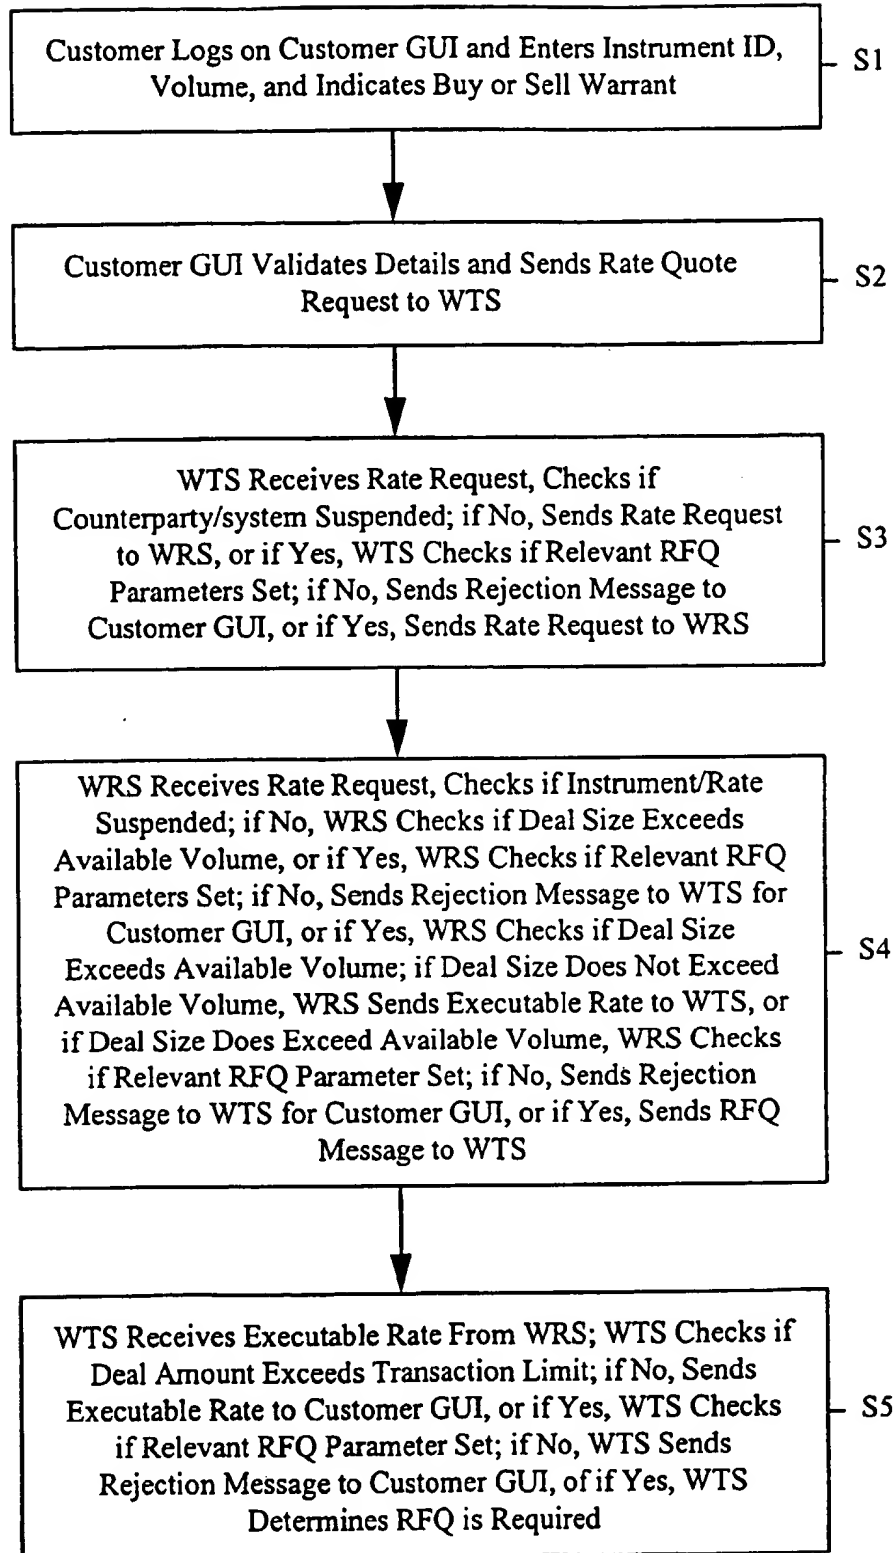 Customer Logs on Customer GUI and Enters Instrument ID,
Volume, and Indicates Buy or Sell Warrant
S1
Customer GUI Validates Details and Sends Rate Quote
Request to WTS
S2
WTS Receives Rate Request, Checks if
Counterparty/system Suspended; if No, Sends Rate Request
to WRS, or if Yes, WTS Checks if Relevant RFQ
Parameters Set; if No, Sends Rejection Message to
Customer GUI, or if Yes, Sends Rate Request to WRS
S3
WRS Receives Rate Request, Checks if Instrument/Rate
Suspended; if No, WRS Checks if Deal Size Exceeds
Available Volume, or if Yes, WRS Checks if Relevant RFQ
Parameters Set; if No, Sends Rejection Message to WTS for
Customer GUI, or if Yes, WRS Checks if Deal Size
Exceeds Available Volume; if Deal Size Does Not Exceed
Available Volume, WRS Sends Executable Rate to WTS, or
if Deal Size Does Exceed Available Volume, WRS Checks
if Relevant RFQ Parameter Set; if No, Sends Rejection
Message to WTS for Customer GUI, or if Yes, Sends RFQ
Message to WTS
S4
WTS Receives Executable Rate From WRS; WTS Checks if
Deal Amount Exceeds Transaction Limit; if No, Sends
Executable Rate to Customer GUI, or if Yes, WTS Checks
if Relevant RFQ Parameter Set; if No, WTS Sends
Rejection Message to Customer GUI, of if Yes, WTS
Determines RFQ is Required
S5